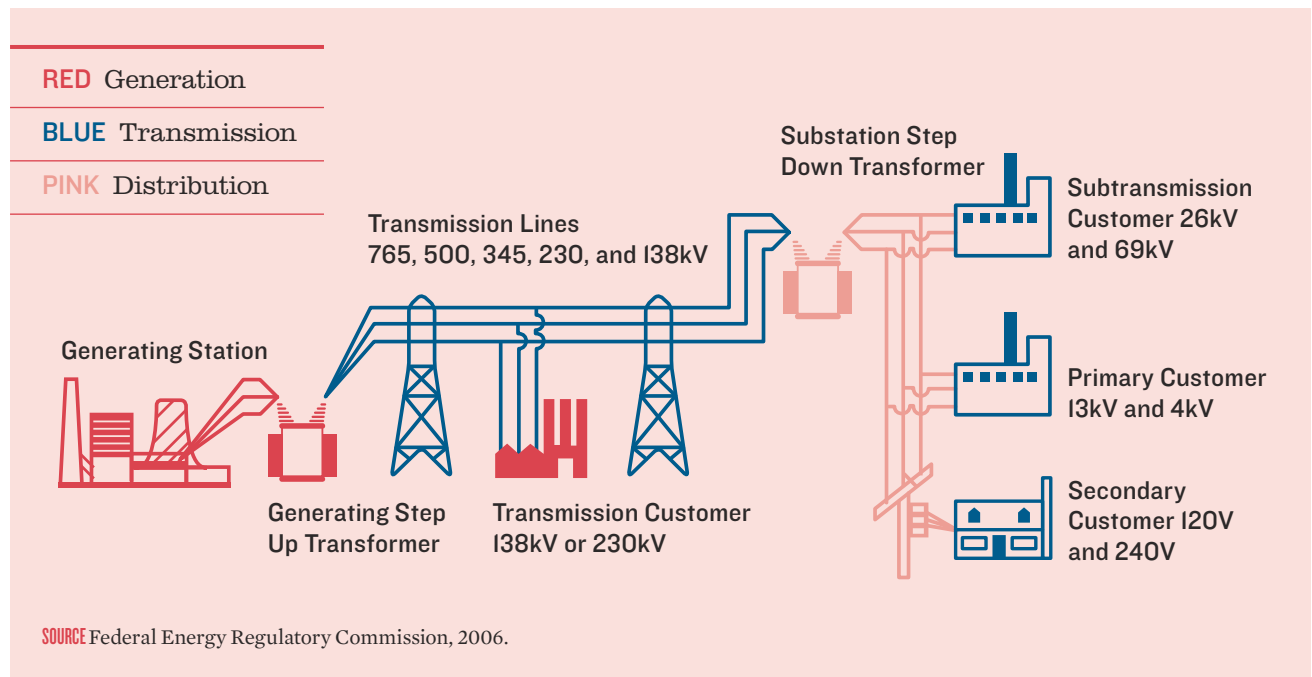 RED Generation
BLUE Transmission
PINK Distribution
Substation Step
Down Transformer
Subtransmission
Customer 26kV
and 69kV
Transmission Lines
765, 500, 345, 230, and 138kV
Generating Station
Primary Customer
13kV and 4kV
Generating Step
Up Transformer
Transmission Customer
138kV or 230kV
Secondary
Customer 120V
and 240V
SOURCE Federal Energy Regulatory Commission, 2006.